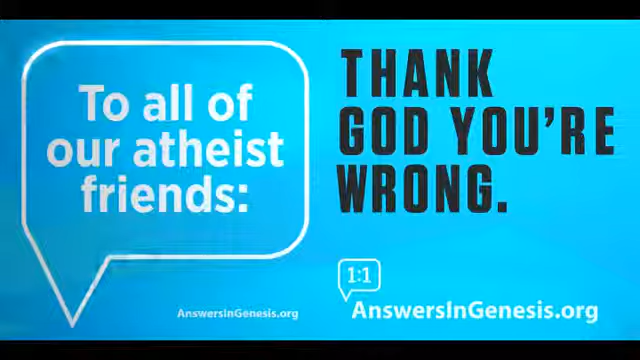 To all of
our atheist
friends:
AnswersInGenesis.org
THANK
GOD YOU'RE
WRONG.
1:1
AnswersInGenesis.org